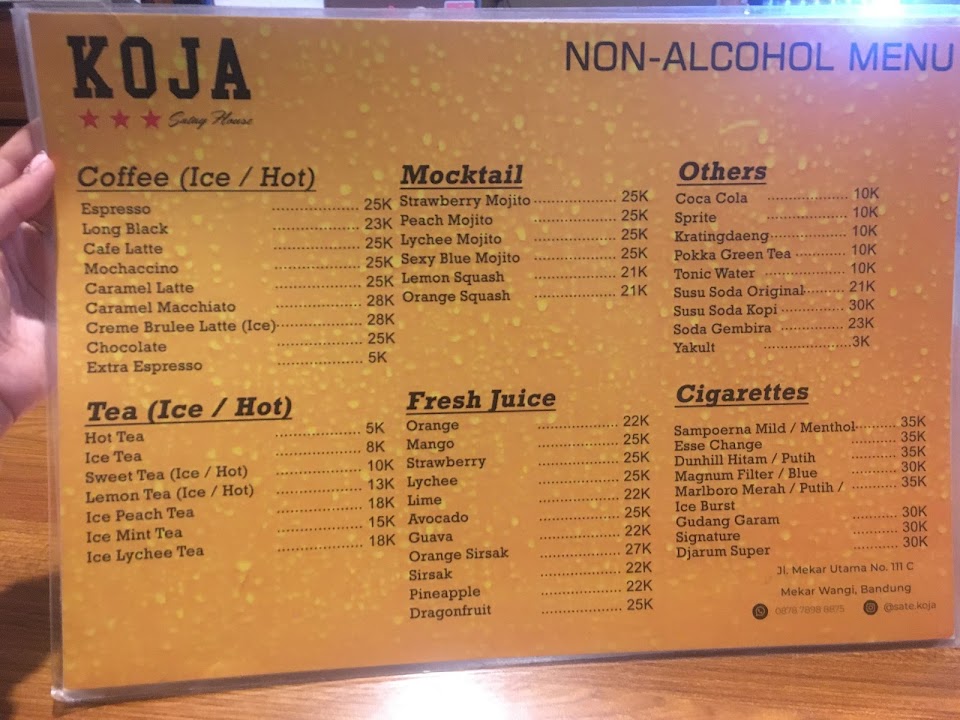 KOJA
Satay House
NON-ALCOHOL MENU
Coffee (Ice / Hot)
Espresso ........ 25K
Long Black ........ 23K
Cafe Latte ........ 25K
Mochaccino ........ 25K
Caramel Latte ........ 25K
Caramel Macchiato ........ 28K
Creme Brulee Latte (Ice) ........ 28K
Chocolate ........ 25K
Extra Espresso ........ 5K
Tea (Ice / Hot)
Hot Tea ........ 5K
Ice Tea ........ 8K
Sweet Tea (Ice / Hot) ........ 10K
Lemon Tea (Ice / Hot) ........ 13K
Ice Peach Tea ........ 18K
Ice Mint Tea ........ 15K
Ice Lychee Tea ........ 18K
Mocktail
Strawberry Mojito ........ 25K
Peach Mojito ........ 25K
Lychee Mojito ........ 25K
Sexy Blue Mojito ........ 25K
Lemon Squash ........ 21K
Orange Squash ........ 21K
Fresh Juice
Orange ........ 22K
Mango ........ 25K
Strawberry ........ 25K
Lychee ........ 25K
Lime ........ 22K
Avocado ........ 25K
Guava ........ 22K
Orange Sirsak ........ 27K
Sirsak ........ 22K
Pineapple ........ 22K
Dragonfruit ........ 25K
Others
Coca Cola ........ 10K
Sprite ........ 10K
Kratingdaeng ........ 10K
Pokka Green Tea ........ 10K
Tonic Water ........ 10K
Susu Soda Original ........ 21K
Susu Soda Kopi ........ 30K
Soda Gembira ........ 23K
Yakult ........ 3K
Cigarettes
Sampoerna Mild / Menthol ........ 35K
Esse Change ........ 35K
Dunhill Hitam / Putih ........ 35K
Magnum Filter / Blue ........ 30K
Marlboro Merah / Putih / ........ 35K
Ice Burst
Gudang Garam ........ 30K
Signature ........ 30K
Djarum Super ........ 30K
Jl. Mekar Utama No. 111 C
Mekar Wangi, Bandung
0878 7898 8875 @sate.koja